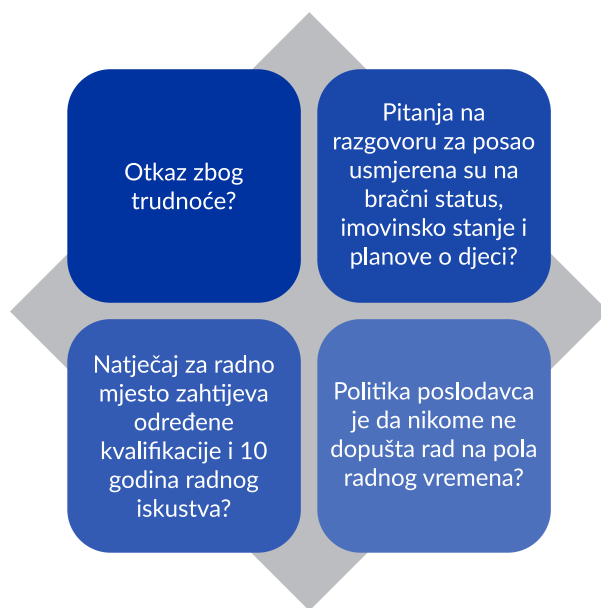 Otkaz zbog
trudnoće?
Pitanja na
razgovoru za posao
usmjerena su na
bračni status,
imovinsko stanje i
planove o djeci?
Natječaj za radno
mjesto zahtijeva
određene
kvalifikacije i 10
godina radnog
iskustva?
Politika poslodavca
je da nikome ne
dopušta rad na pola
radnog vremena?